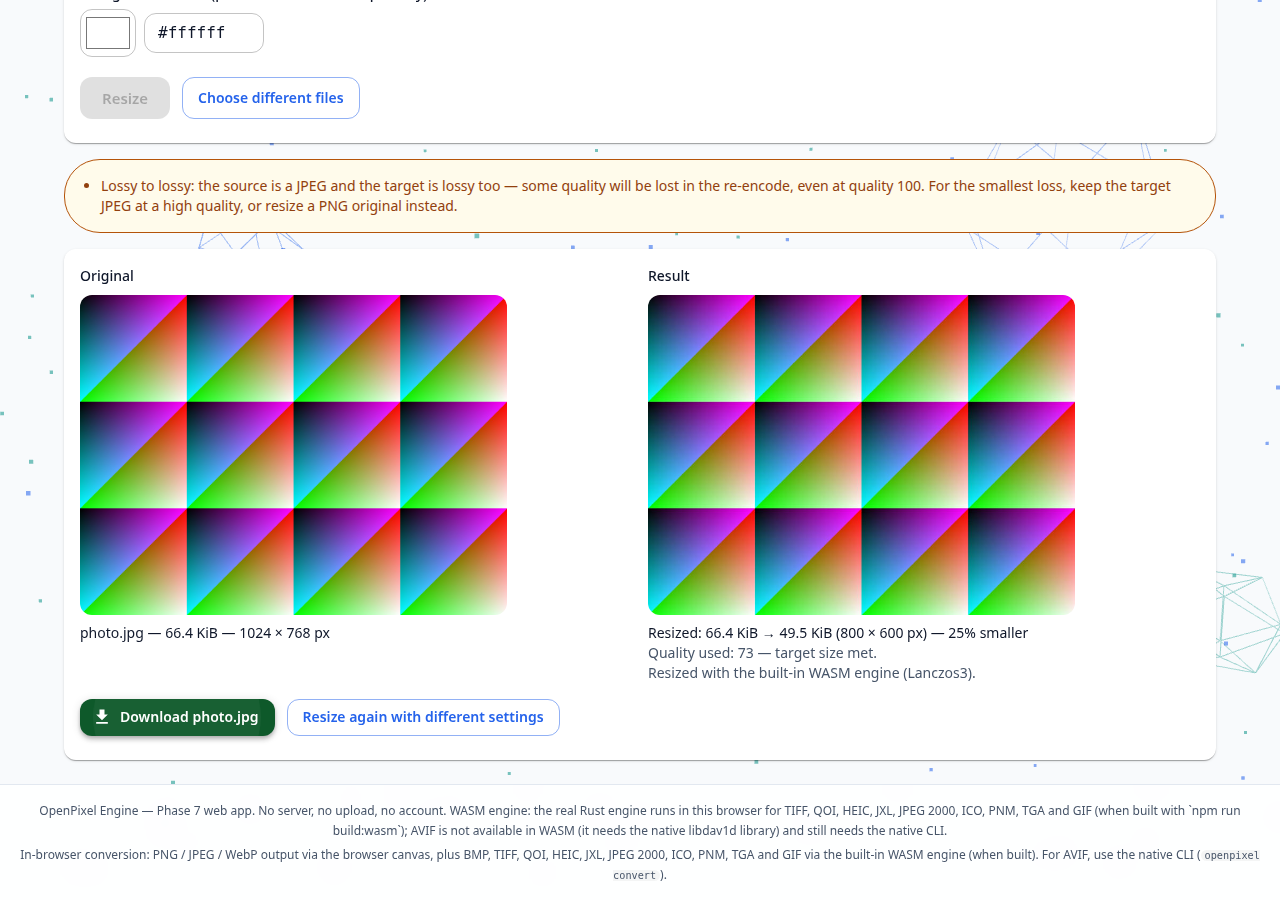 #ffffff
Resize
Choose different files
Lossy to lossy: the source is a JPEG and the target is lossy too — some quality will be lost in the re-encode, even at quality 100. For the smallest loss, keep the target
JPEG at a high quality, or resize a PNG original instead.
Original
Result
photo.jpg — 66.4 KiB — 1024 × 768 px
Resized: 66.4 KiB → 49.5 KiB (800 × 600 px) — 25% smaller
Quality used: 73 — target size met.
Resized with the built-in WASM engine (Lanczos3).
Download photo.jpg
Resize again with different settings
OpenPixel Engine — Phase 7 web app. No server, no upload, no account. WASM engine: the real Rust engine runs in this browser for TIFF, QOI, HEIC, JXL, JPEG 2000, ICO, PNM, TGA and GIF (when built with `npm run
build:wasm`); AVIF is not available in WASM (it needs the native libdav1d library) and still needs the native CLI.
In-browser conversion: PNG / JPEG / WebP output via the browser canvas, plus BMP, TIFF, QOI, HEIC, JXL, JPEG 2000, ICO, PNM, TGA and GIF via the built-in WASM engine (when built). For AVIF, use the native CLI ( openpixel
convert ).